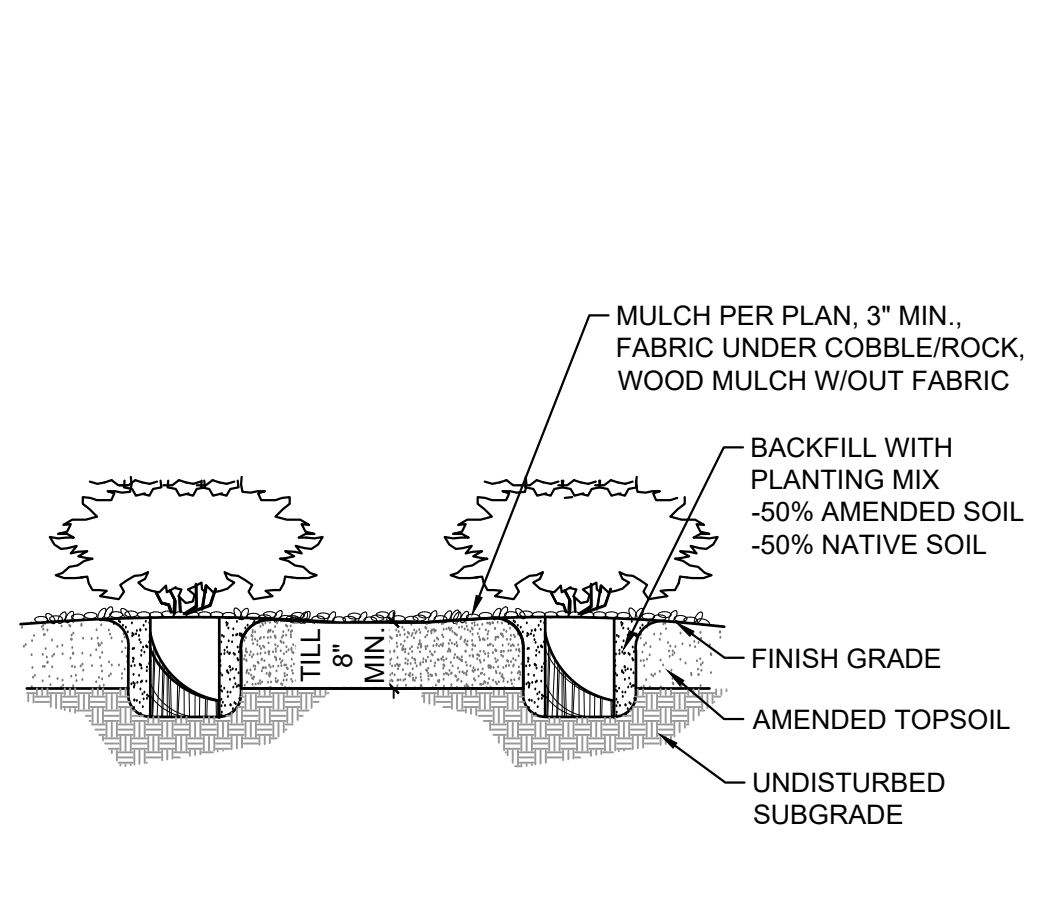 MULCH PER PLAN, 3" MIN.,
FABRIC UNDER COBBLE/ROCK,
WOOD MULCH W/OUT FABRIC
BACKFILL WITH
PLANTING MIX
-50% AMENDED SOIL
-50% NATIVE SOIL
TILL
8"
MIN.
FINISH GRADE
AMENDED TOPSOIL
UNDISTURBED
SUBGRADE